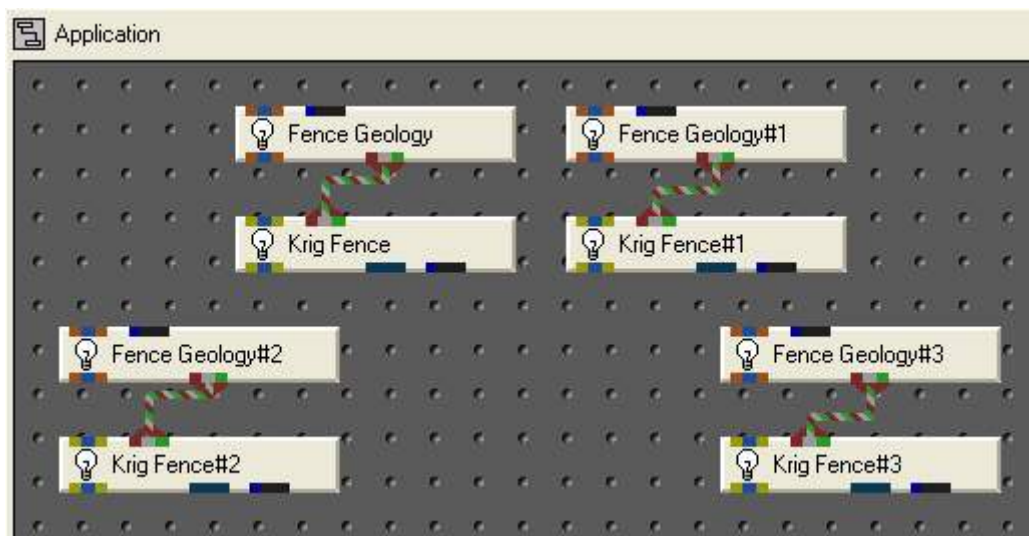 Application
Fence Geology
Fence Geology#1
Krig Fence
Krig Fence#1
Fence Geology#2
Fence Geology#3
Krig Fence#2
Krig Fence#3